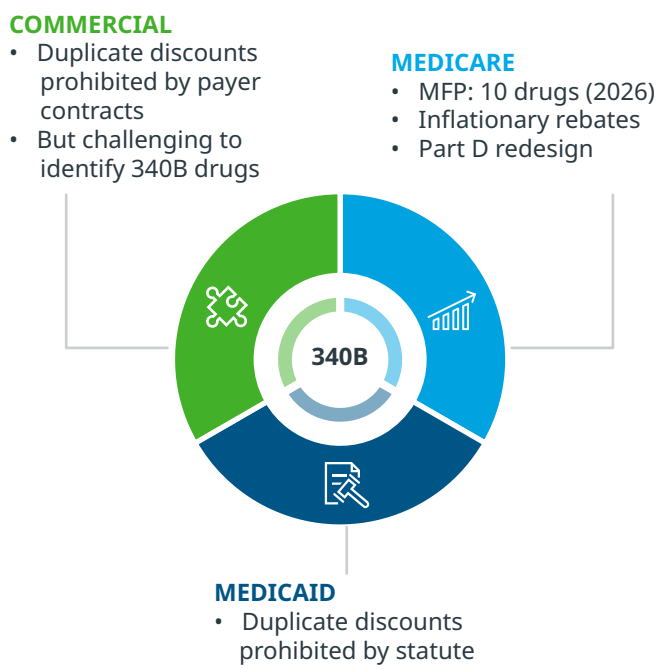 COMMERCIAL
• Duplicate discounts
prohibited by payer
contracts
• But challenging to
identify 340B drugs
MEDICARE
• MFP: 10 drugs (2026)
• Inflationary rebates
• Part D redesign
340B
MEDICAID
• Duplicate discounts
prohibited by statute